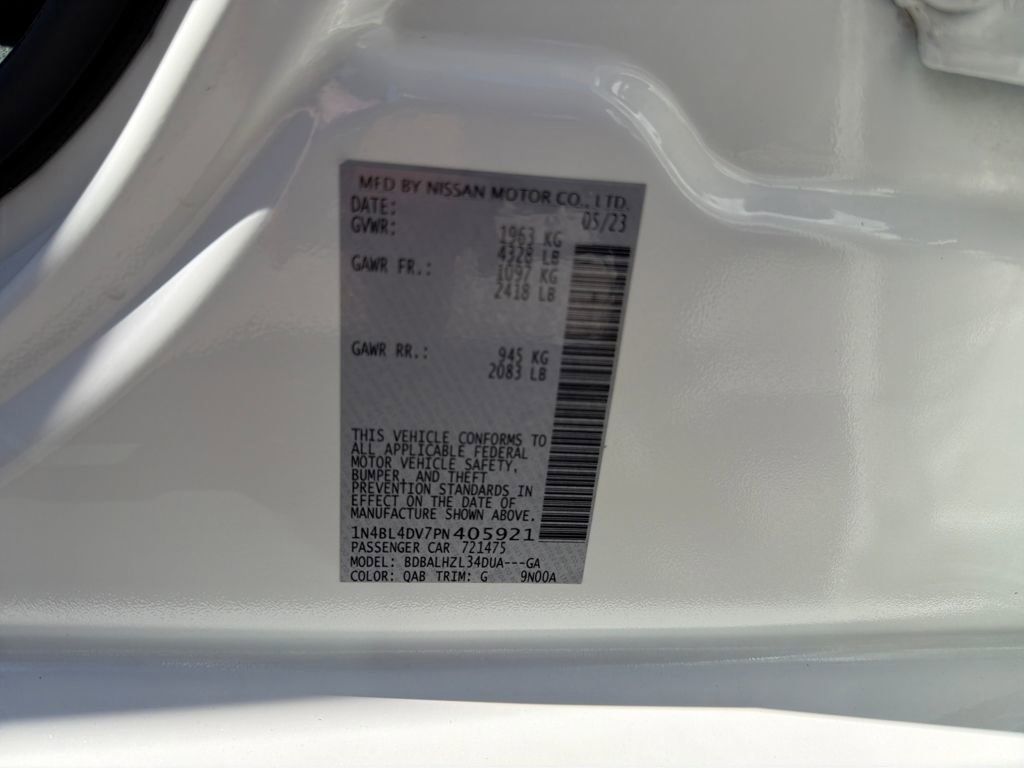 MFD BY NISSAN MOTOR CO., LTD.
DATE: 05/23
GVWR: 1963 KG
4328 LB
GAWR FR.: 1097 KG
2418 LB
GAWR RR.: 945 KG
2083 LB
THIS VEHICLE CONFORMS TO
ALL APPLICABLE FEDERAL
MOTOR VEHICLE SAFETY,
BUMPER, AND THEFT
PREVENTION STANDARDS IN
EFFECT ON THE DATE OF
MANUFACTURE SHOWN ABOVE.
1N4BL4DV7PN405921
PASSENGER CAR 721475
MODEL: BDBALHZL34DUA---GA
COLOR: QAB TRIM: G 9N00A